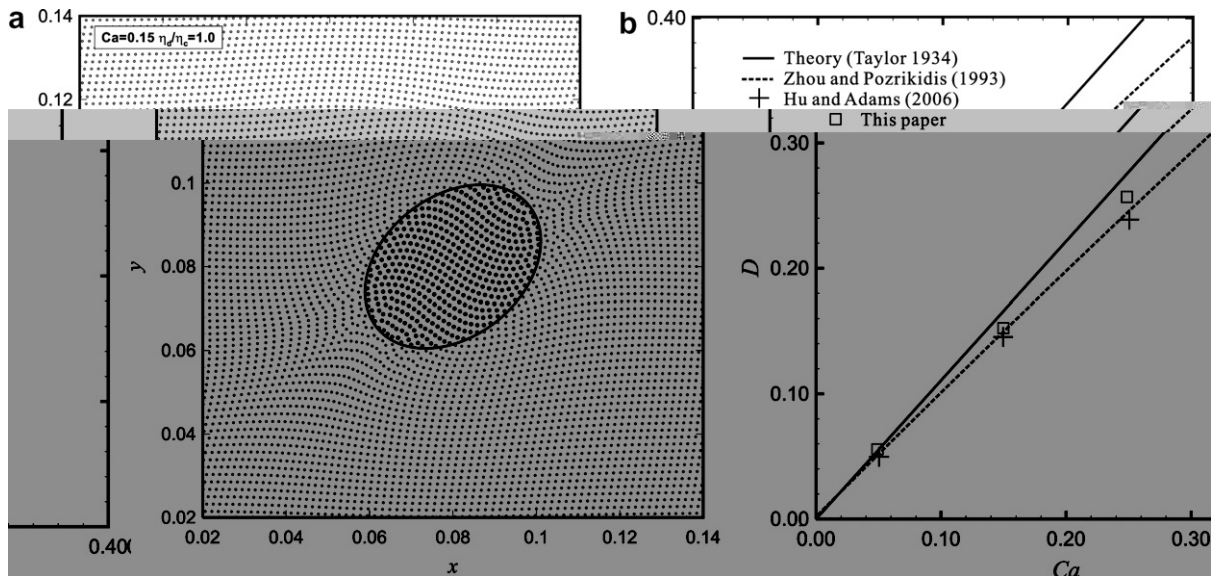 a
0.14
Ca=0.15 η_d/η_c=1.0
0.12
0.1
0.08
0.06
0.04
0.02
y
0.02 0.04 0.06 0.08 0.1 0.12 0.14
x
b
0.40
Theory (Taylor 1934)
Zhou and Pozrikidis (1993)
Hu and Adams (2006)
This paper
0.30
0.20
0.10
0.00
D
0.00 0.10 0.20 0.30
Ca
0.40